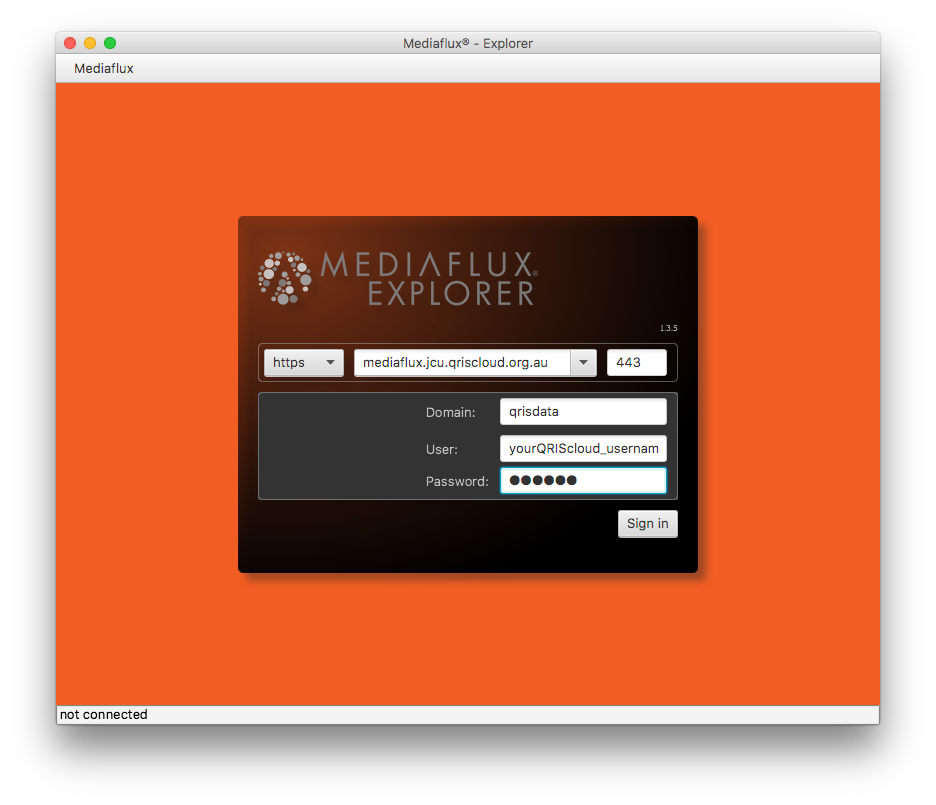 Mediaflux® - Explorer
Mediaflux
MEDIAFLUX®
EXPLORER
1.3.5
https mediaflux.jcu.qriscloud.org.au 443
Domain: qrisdata
User: yourQRIScloud_usernam
Password: ●●●●●●
Sign in
not connected